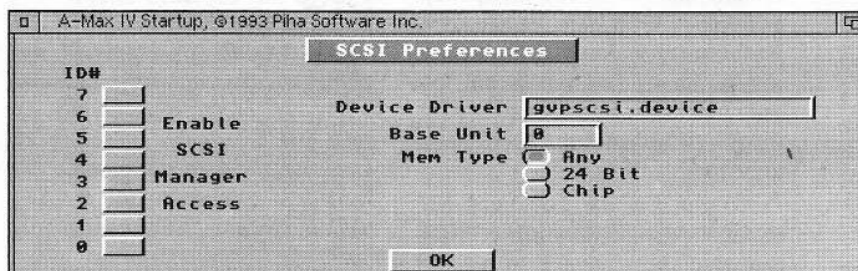 A-Max IV Startup, ©1993 Piha Software Inc.
SCSI Preferences
ID#
7
6
5
4
3
2
1
0
Enable
SCSI
Manager
Access
Device Driver gvpscsi.device
Base Unit 0
Mem Type Any
24 Bit
Chip
OK